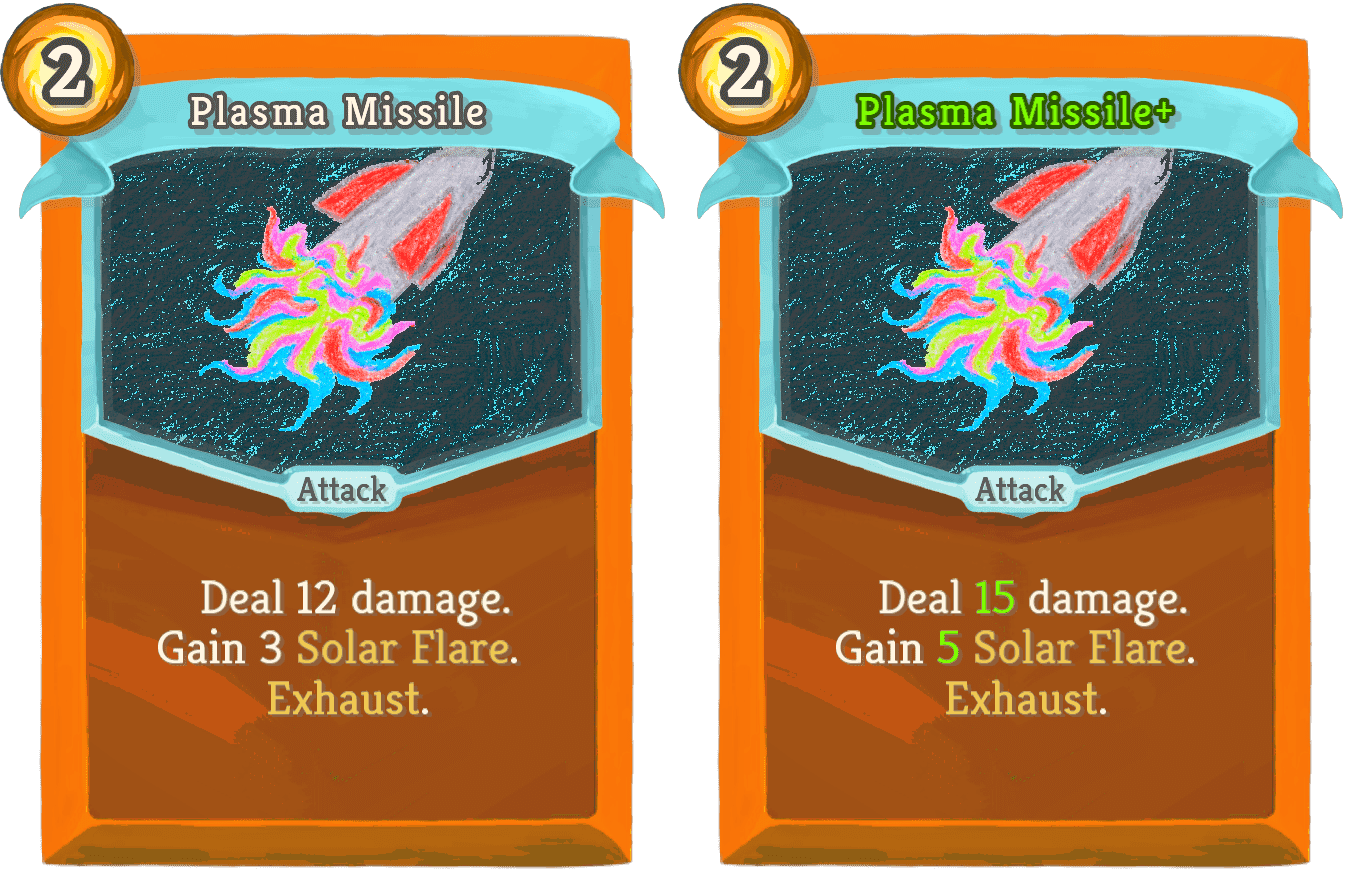 2
Plasma Missile
Attack
Deal 12 damage.
Gain 3 Solar Flare.
Exhaust.
2
Plasma Missile+
Attack
Deal 15 damage.
Gain 5 Solar Flare.
Exhaust.